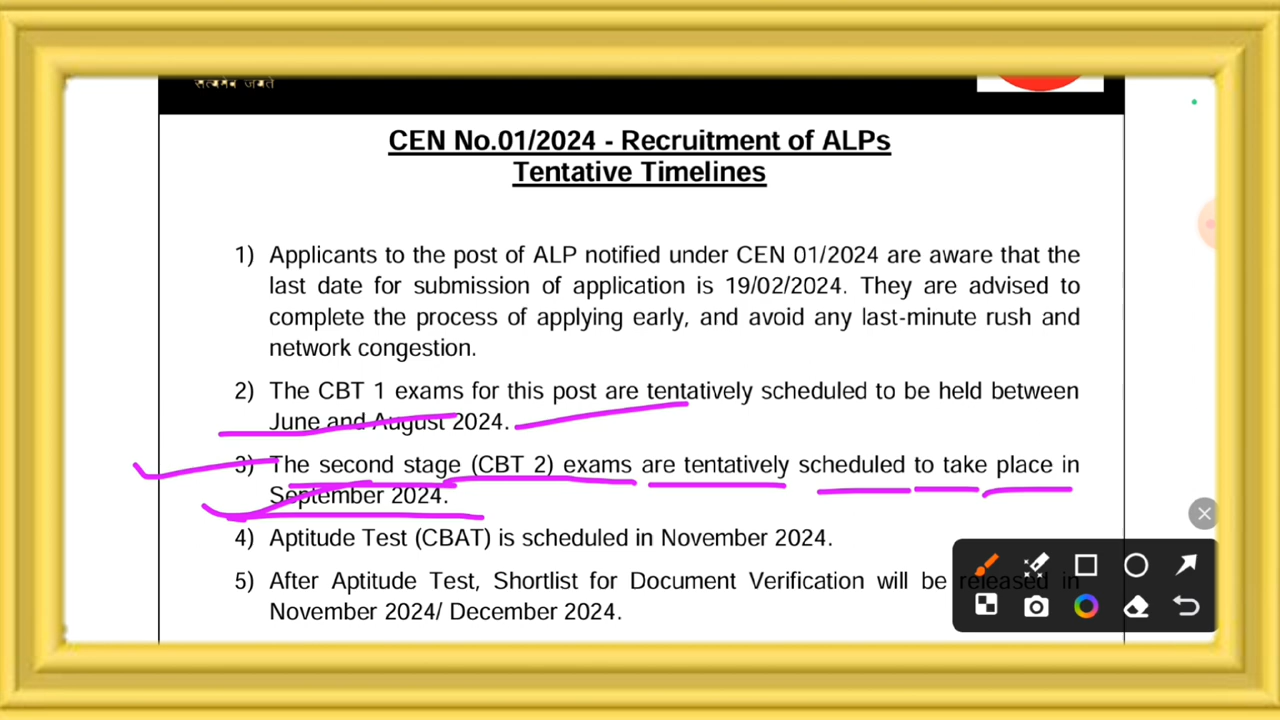 सत्यमेव जयते
CEN No.01/2024 - Recruitment of ALPs
Tentative Timelines
1) Applicants to the post of ALP notified under CEN 01/2024 are aware that the
last date for submission of application is 19/02/2024. They are advised to
complete the process of applying early, and avoid any last-minute rush and
network congestion.
2) The CBT 1 exams for this post are tentatively scheduled to be held between
June and August 2024.
3) The second stage (CBT 2) exams are tentatively scheduled to take place in
September 2024.
4) Aptitude Test (CBAT) is scheduled in November 2024.
5) After Aptitude Test, Shortlist for Document Verification will be released in
November 2024/ December 2024.